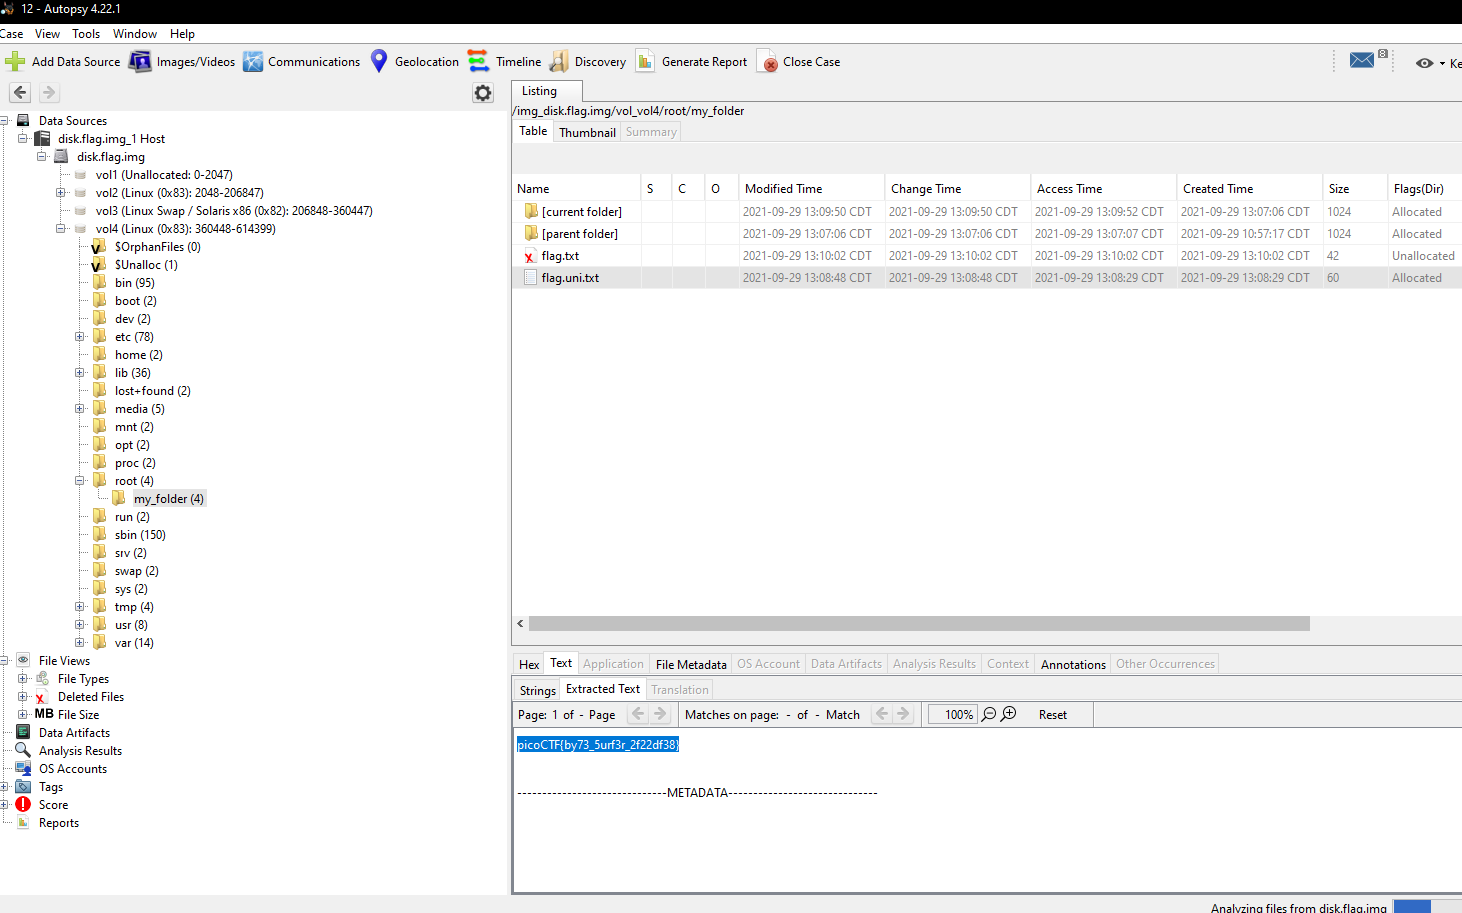 12 - Autopsy 4.22.1
Case View Tools Window Help
Add Data Source Images/Videos Communications Geolocation Timeline Discovery Generate Report Close Case
Listing
/img_disk.flag.img/vol_vol4/root/my_folder
Table Thumbnail Summary
Name S C O Modified Time Change Time Access Time Created Time Size Flags(Dir)
[current folder] 2021-09-29 13:09:50 CDT 2021-09-29 13:09:50 CDT 2021-09-29 13:09:52 CDT 2021-09-29 13:07:06 CDT 1024 Allocated
[parent folder] 2021-09-29 13:07:06 CDT 2021-09-29 13:07:06 CDT 2021-09-29 13:07:07 CDT 2021-09-29 10:57:17 CDT 1024 Allocated
flag.txt 2021-09-29 13:10:02 CDT 2021-09-29 13:10:02 CDT 2021-09-29 13:10:02 CDT 2021-09-29 13:10:02 CDT 42 Unallocated
flag.uni.txt 2021-09-29 13:08:48 CDT 2021-09-29 13:08:48 CDT 2021-09-29 13:08:29 CDT 2021-09-29 13:08:29 CDT 60 Allocated
Data Sources
disk.flag.img_1 Host
disk.flag.img
vol1 (Unallocated: 0-2047)
vol2 (Linux (0x83): 2048-206847)
vol3 (Linux Swap / Solaris x86 (0x82): 206848-360447)
vol4 (Linux (0x83): 360448-614399)
$OrphanFiles (0)
$Unalloc (1)
bin (95)
boot (2)
dev (2)
etc (78)
home (2)
lib (36)
lost+found (2)
media (5)
mnt (2)
opt (2)
proc (2)
root (4)
my_folder (4)
run (2)
sbin (150)
srv (2)
swap (2)
sys (2)
tmp (4)
usr (8)
var (14)
File Views
File Types
Deleted Files
MB File Size
Data Artifacts
Analysis Results
OS Accounts
Tags
Score
Reports
Hex Text Application File Metadata OS Account Data Artifacts Analysis Results Context Annotations Other Occurrences
Strings Extracted Text Translation
Page: 1 of - Page Matches on page: - of - Match 100% Reset
picoCTF{by73_5urf3r_2f22df38}
------------------------------METADATA------------------------------
Analyzing files from disk.flag.img